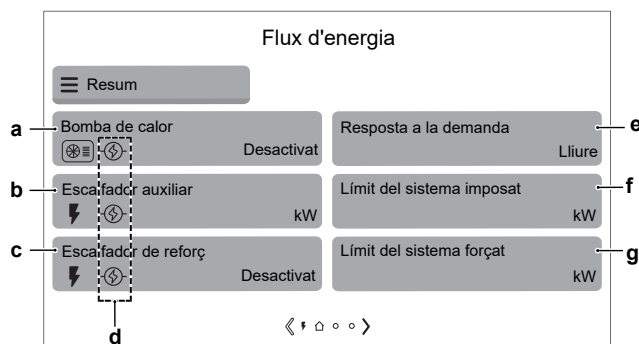 Flux d'energia
Resum
a
Bomba de calor
Desactivat
Resposta a la demanda
Lliure
e
b
Escalfador auxiliar
kW
Límit del sistema imposat
kW
f
c
Escalfador de reforç
Desactivat
Límit del sistema forçat
kW
g
d